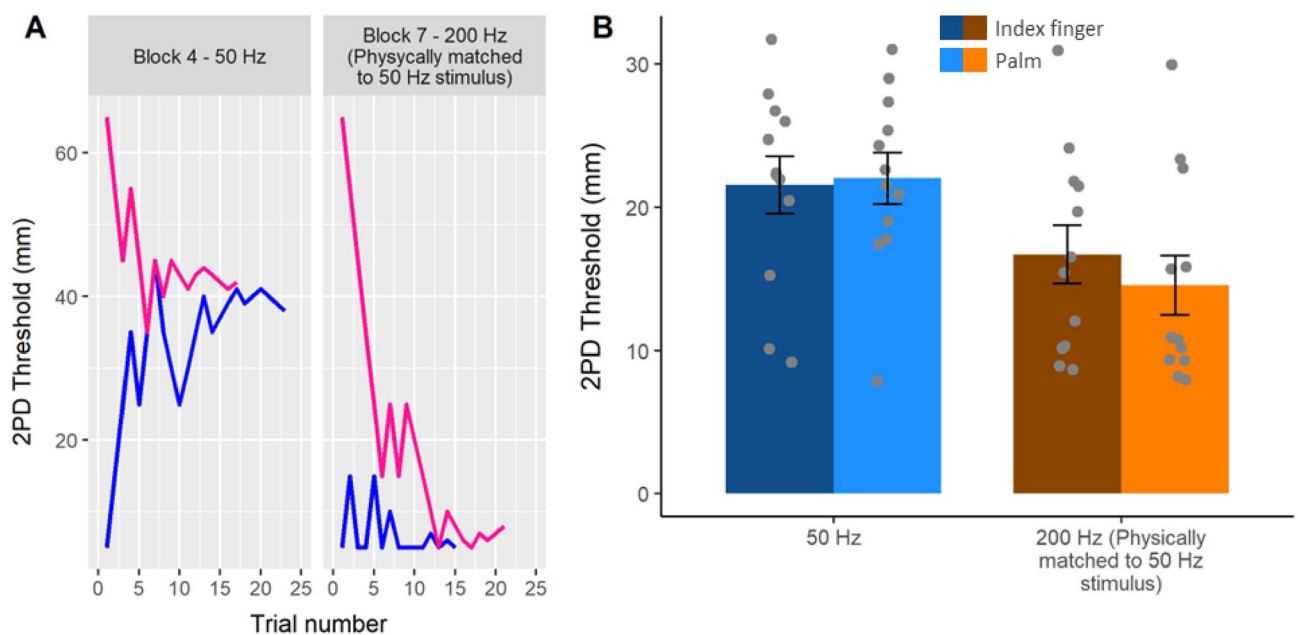 A
Block 4 - 50 Hz
Block 7 - 200 Hz
(Physycally matched
to 50 Hz stimulus)
2PD Threshold (mm)
60
40
20
0 5 10 15 20 25
0 5 10 15 20 25
Trial number
B
Index finger
Palm
2PD Threshold (mm)
30
20
10
0
50 Hz
200 Hz (Physically
matched to 50 Hz
stimulus)